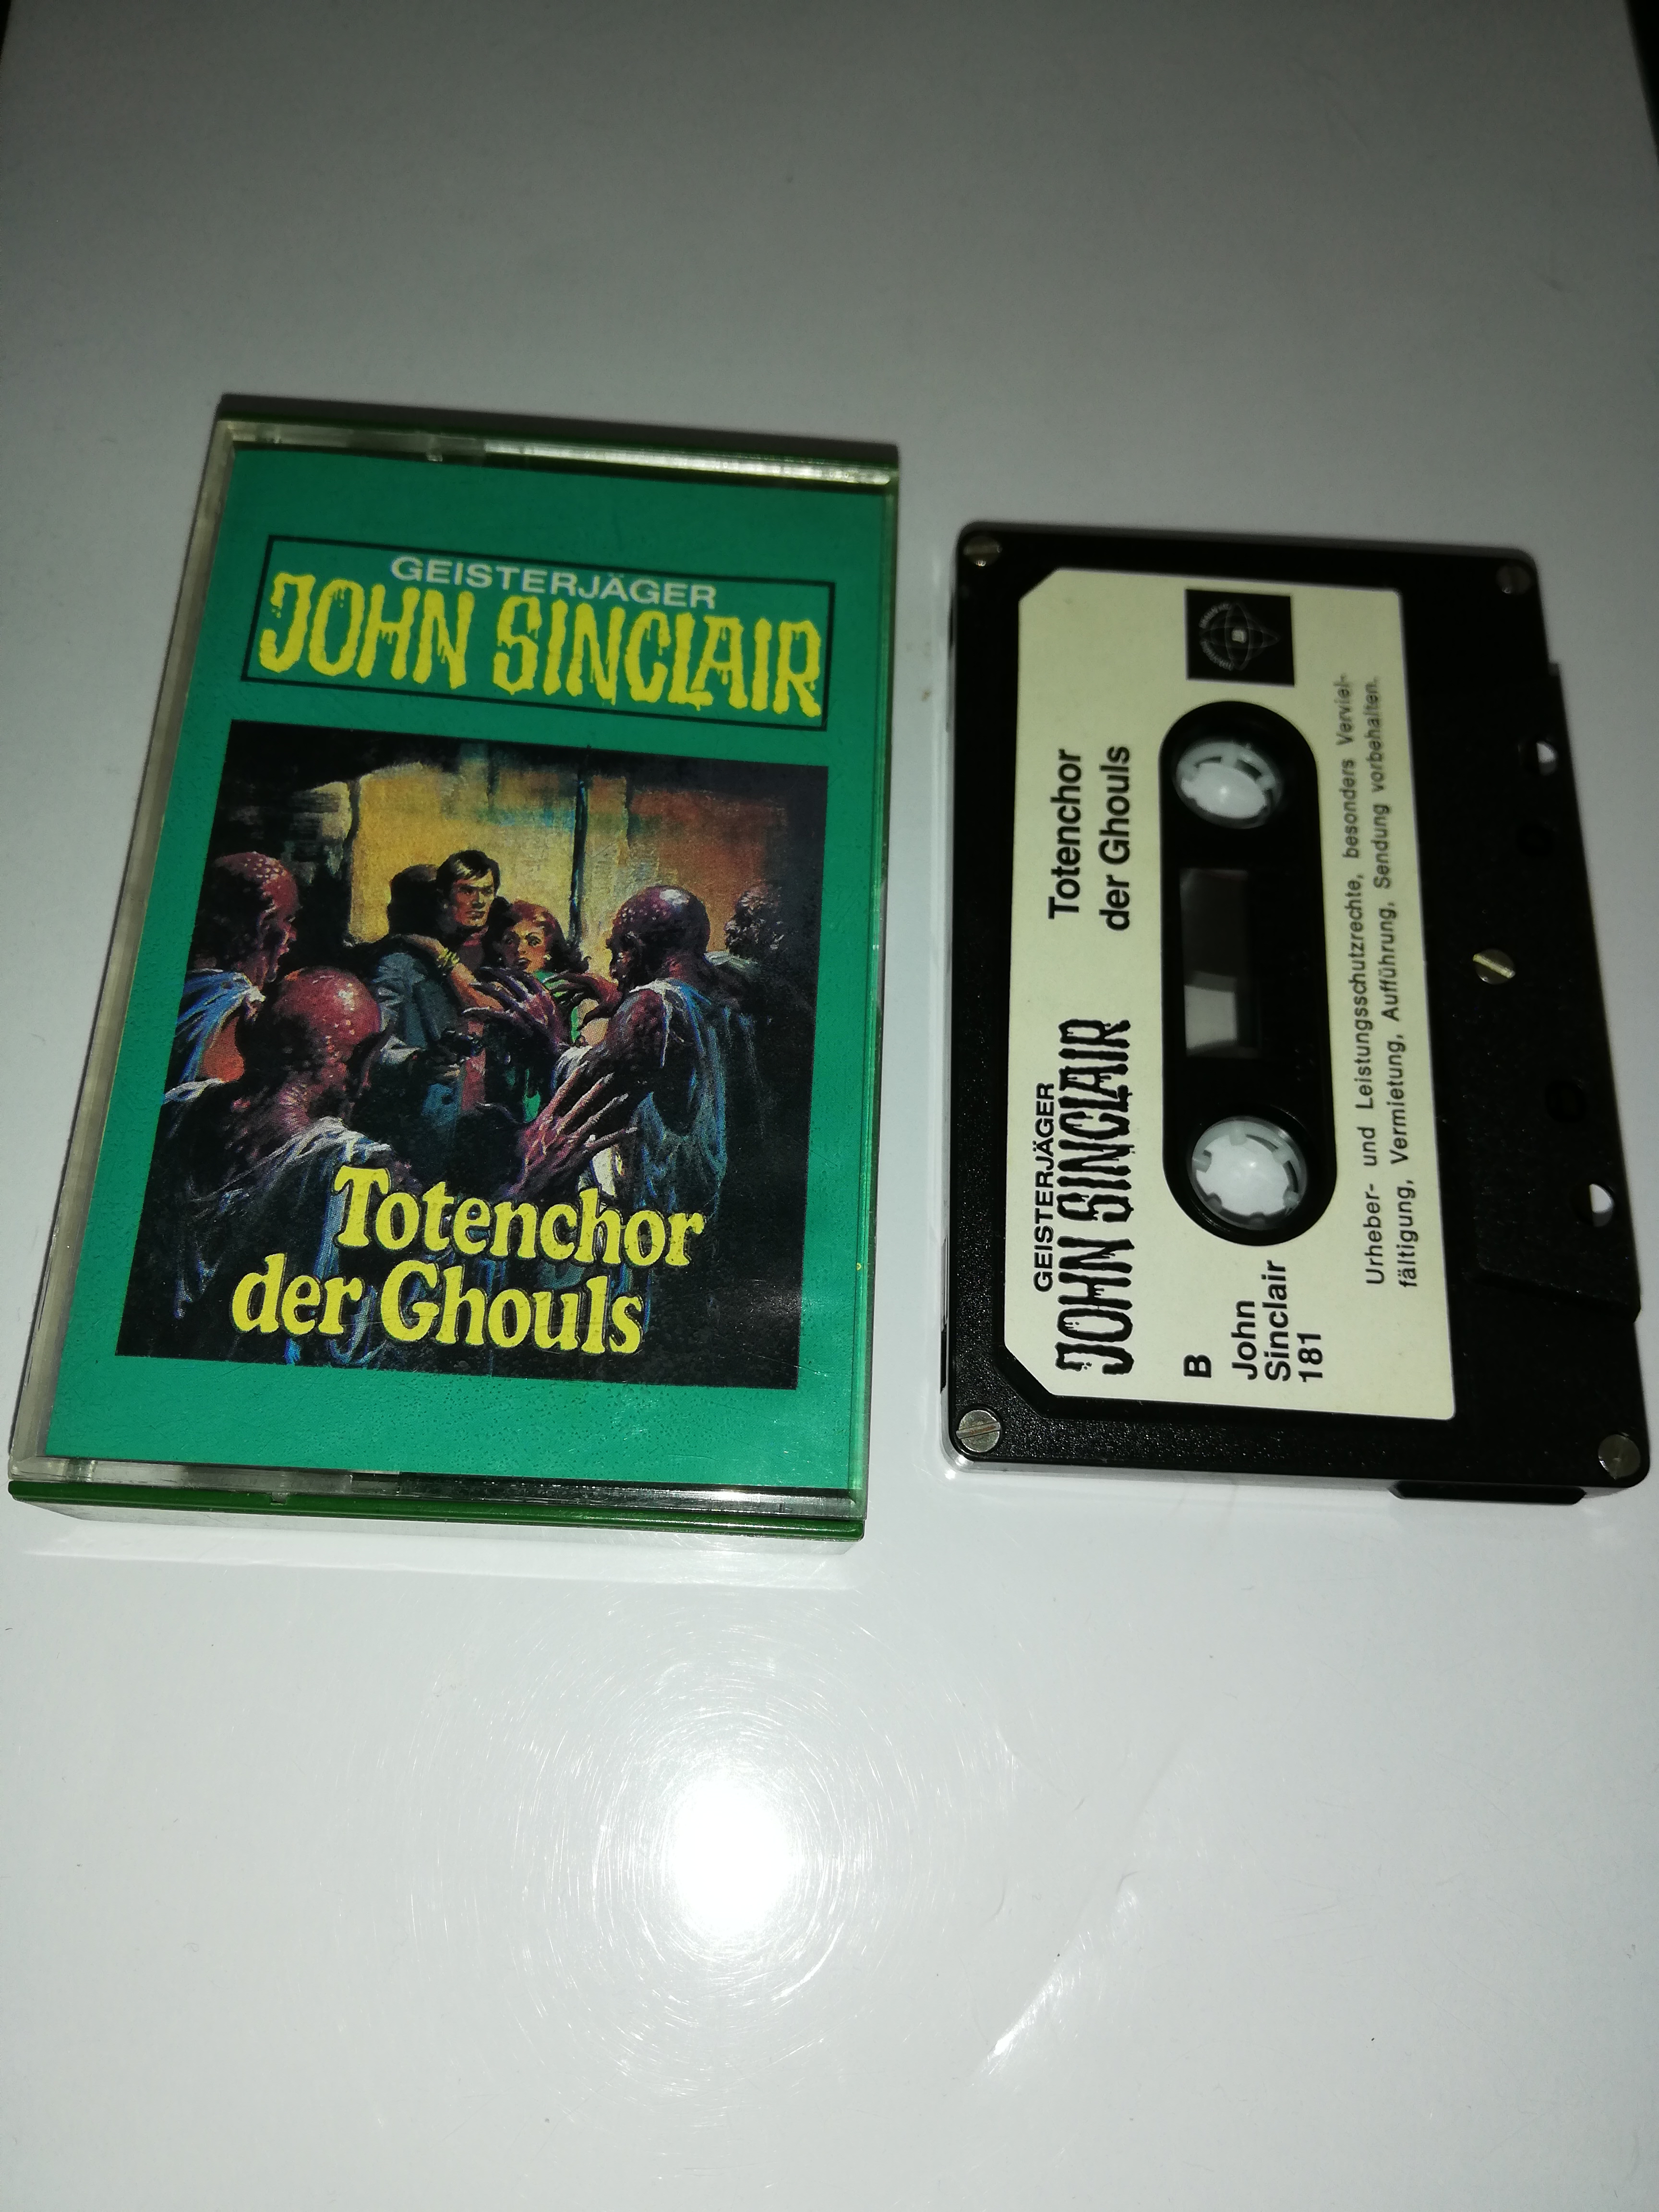 GEISTERJÄGER
JOHN SINCLAIR
Totenchor
der Ghouls
GEISTERJÄGER
JOHN SINCLAIR
Totenchor
der Ghouls
B
John
Sinclair
181
Urheber- und Leistungsschutzrechte, besonders Verviel-
fältigung, Vermietung, Aufführung, Sendung vorbehalten.